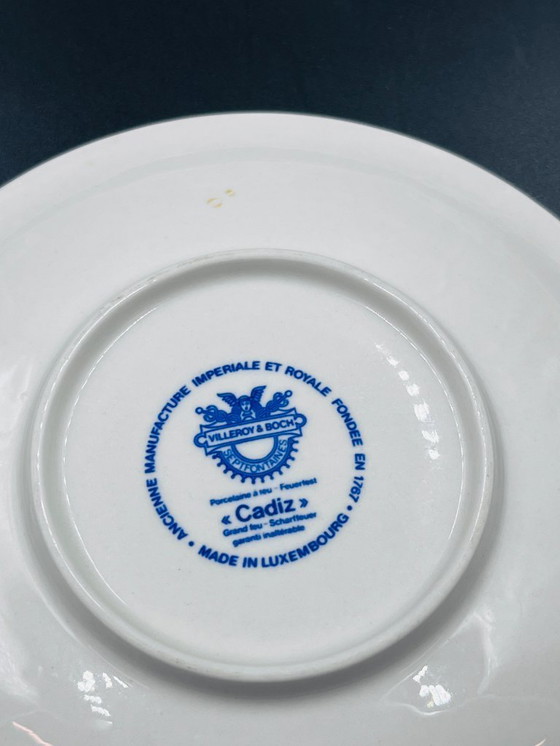 ANCIENNE MANUFACTURE IMPERIALE ET ROYALE FONDEE EN 1767
VILLEROY & BOCH
SEPTFONTAINES
Porcelaine à feu - Feuerfest
« Cadiz »
Grand feu - Scharffeuer
garanti inaltérable
• MADE IN LUXEMBOURG •